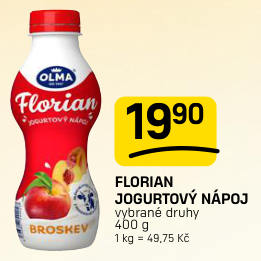 OLMA
Florian
JOGURTOVÝ NÁPOJ
BROSKEV
19 90
FLORIAN
JOGURTOVÝ NÁPOJ
vybrané druhy
400 g
1 kg = 49,75 Kč